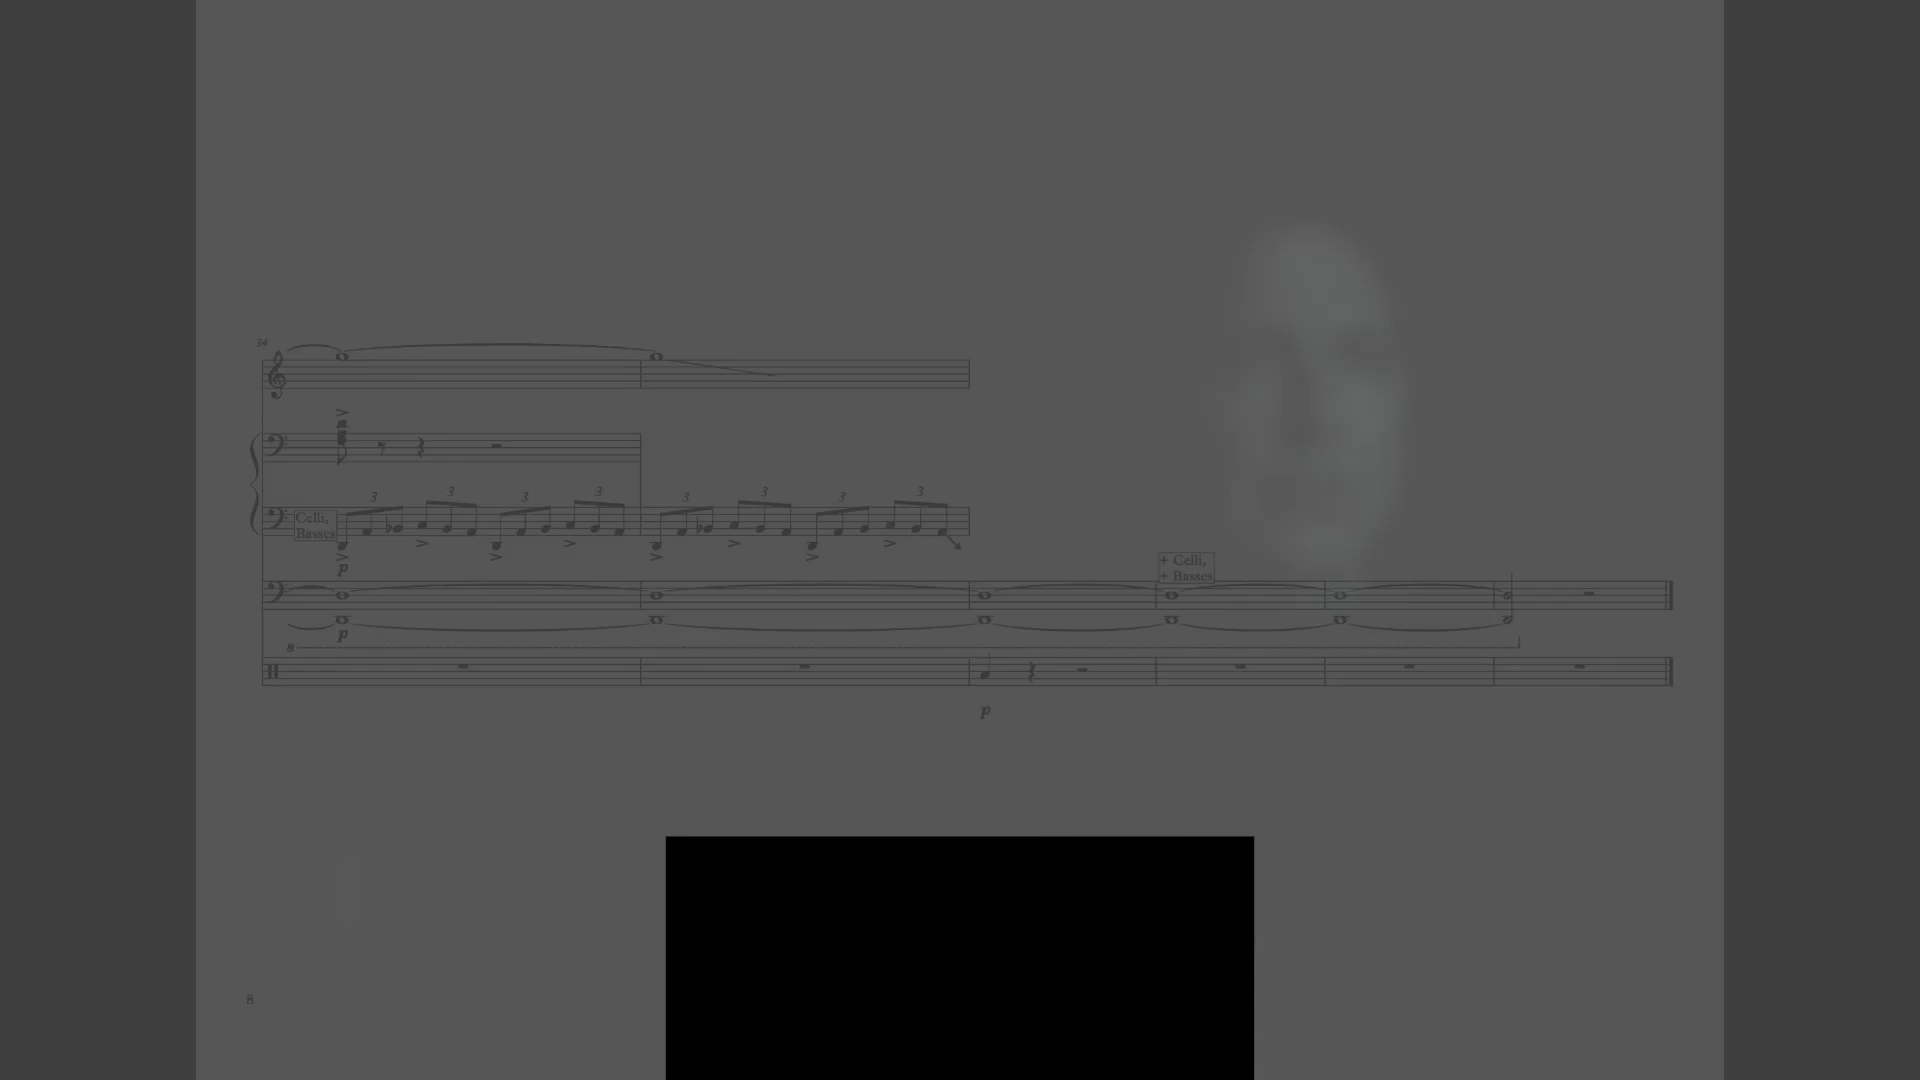 34
3 3 3 3 3 3 3 3
Celli,
Basses
p
+ Celli,
+ Basses
p
8
p
8